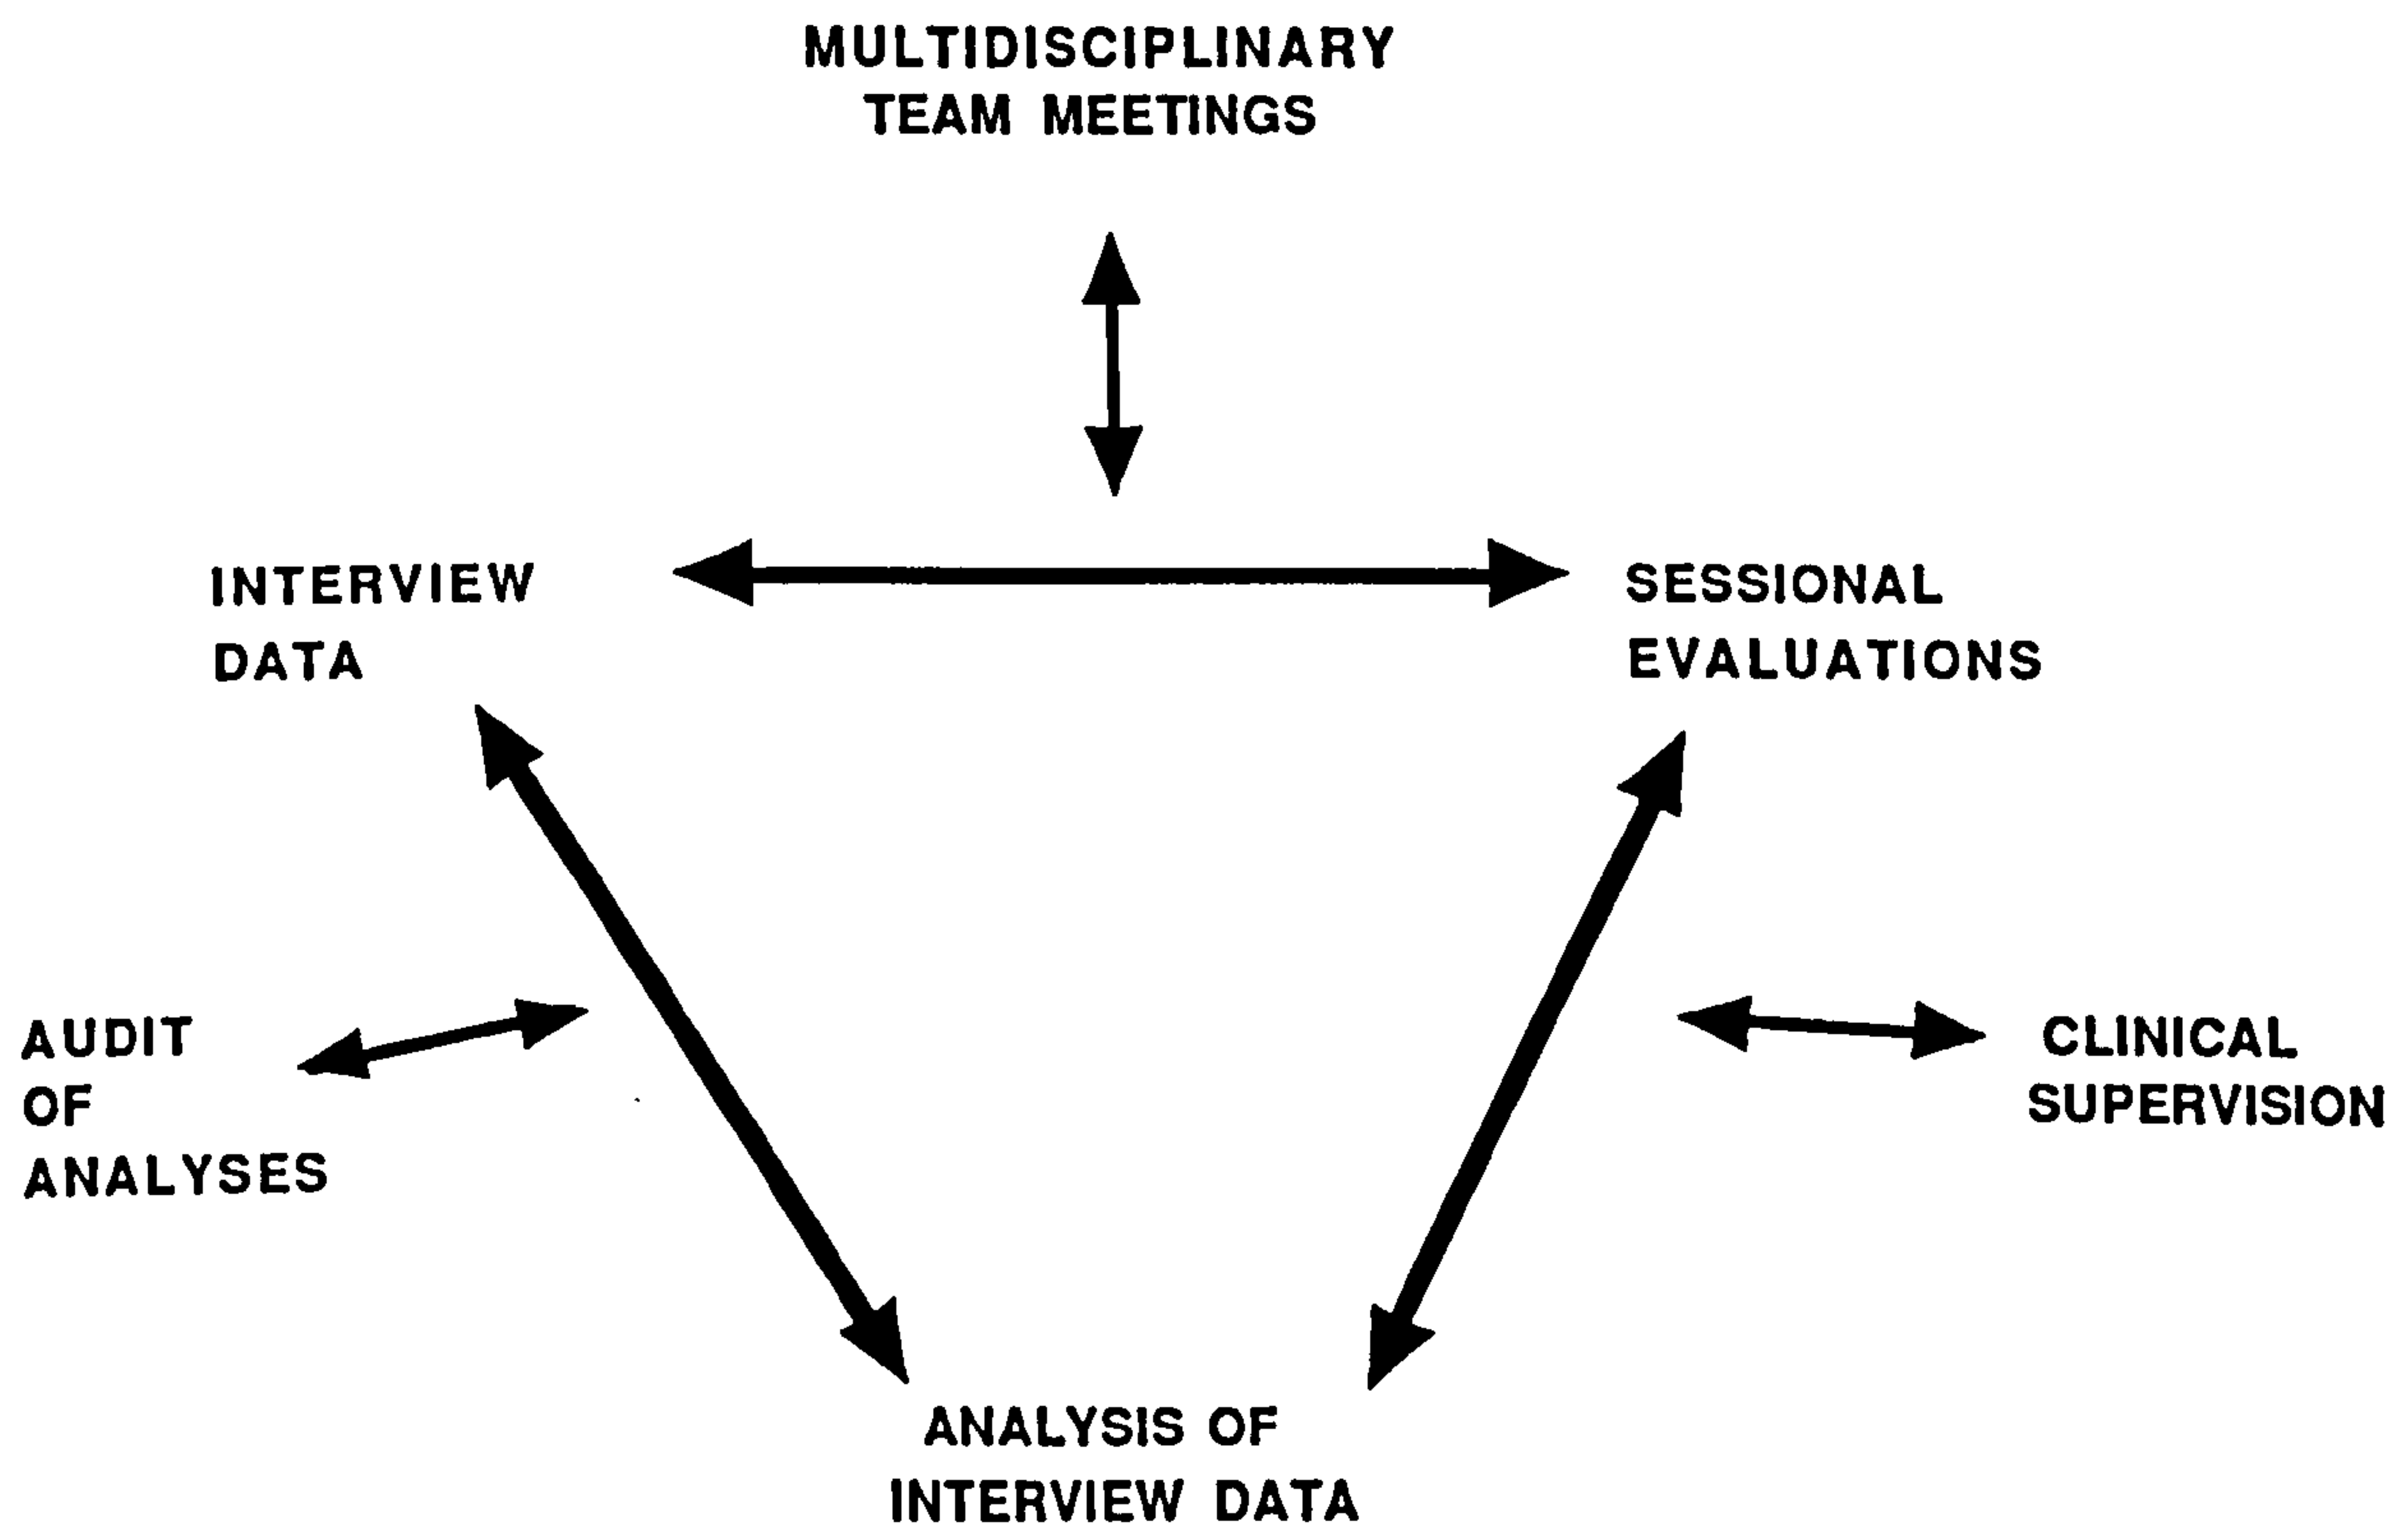 MULTIDISCIPLINARY
TEAM MEETINGS
INTERVIEW
DATA
SESSIONAL
EVALUATIONS
AUDIT
OF
ANALYSES
CLINICAL
SUPERVISION
ANALYSIS OF
INTERVIEW DATA